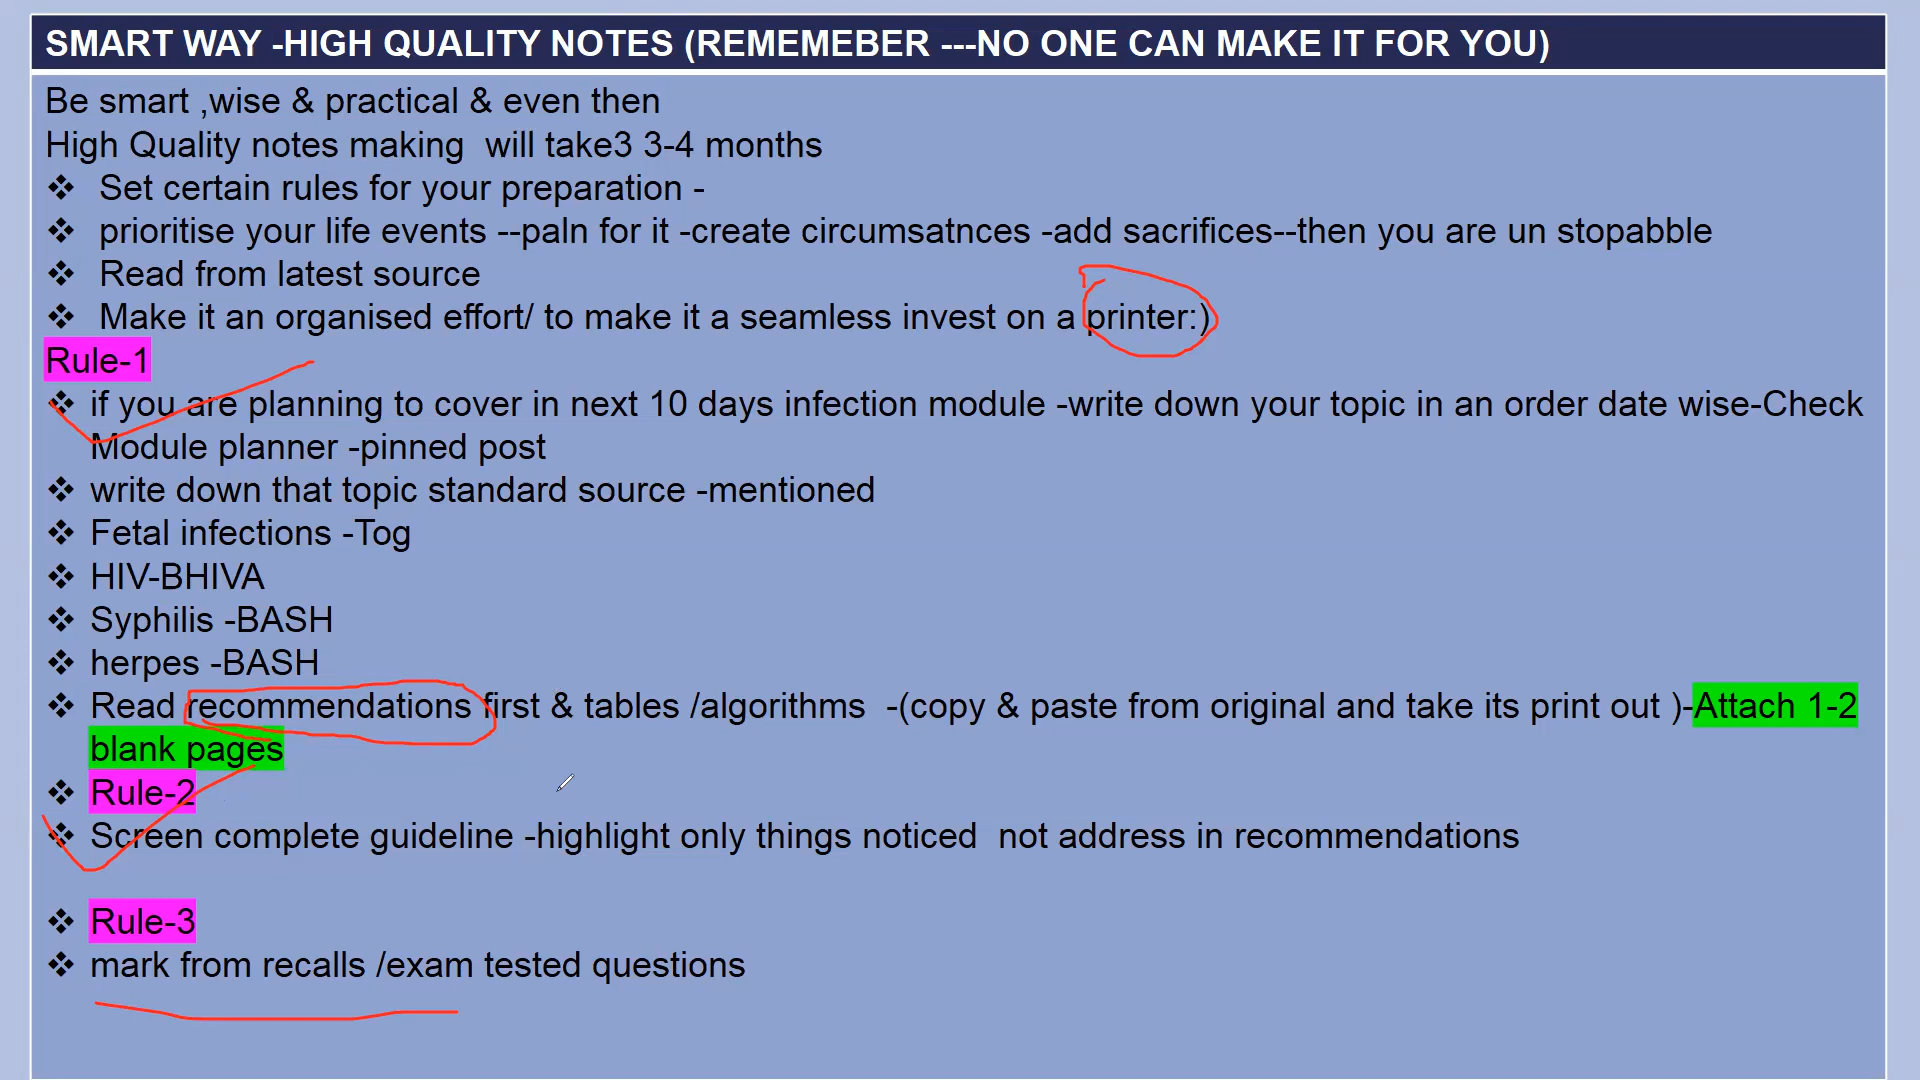 SMART WAY -HIGH QUALITY NOTES (REMEMEBER ---NO ONE CAN MAKE IT FOR YOU)
Be smart ,wise & practical & even then
High Quality notes making  will take3 3-4 months
❖ Set certain rules for your preparation -
❖ prioritise your life events --paln for it -create circumsatnces -add sacrifices--then you are un stopabble
❖ Read from latest source
❖ Make it an organised effort/ to make it a seamless invest on a printer:)
Rule-1
❖ if you are planning to cover in next 10 days infection module -write down your topic in an order date wise-Check
Module planner -pinned post
❖ write down that topic standard source -mentioned
❖ Fetal infections -Tog
❖ HIV-BHIVA
❖ Syphilis -BASH
❖ herpes -BASH
❖ Read recommendations first & tables /algorithms  -(copy & paste from original and take its print out )-Attach 1-2
blank pages
❖ Rule-2
❖ Screen complete guideline -highlight only things noticed  not address in recommendations
❖ Rule-3
❖ mark from recalls /exam tested questions